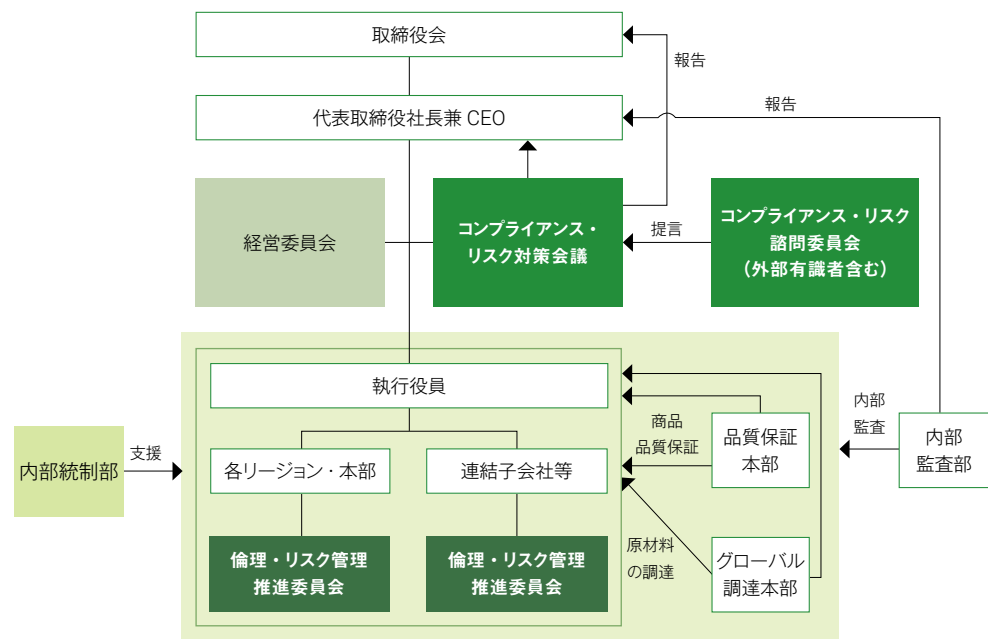 取締役会
報告
代表取締役社長兼 CEO
報告
経営委員会
コンプライアンス・
リスク対策会議
提言
コンプライアンス・リスク
諮問委員会
（外部有識者含む）
執行役員
内部統制部
支援
各リージョン・本部
連結子会社等
商品
品質保証
品質保証
本部
内部
監査
内部
監査部
倫理・リスク管理
推進委員会
倫理・リスク管理
推進委員会
原材料
の調達
グローバル
調達本部